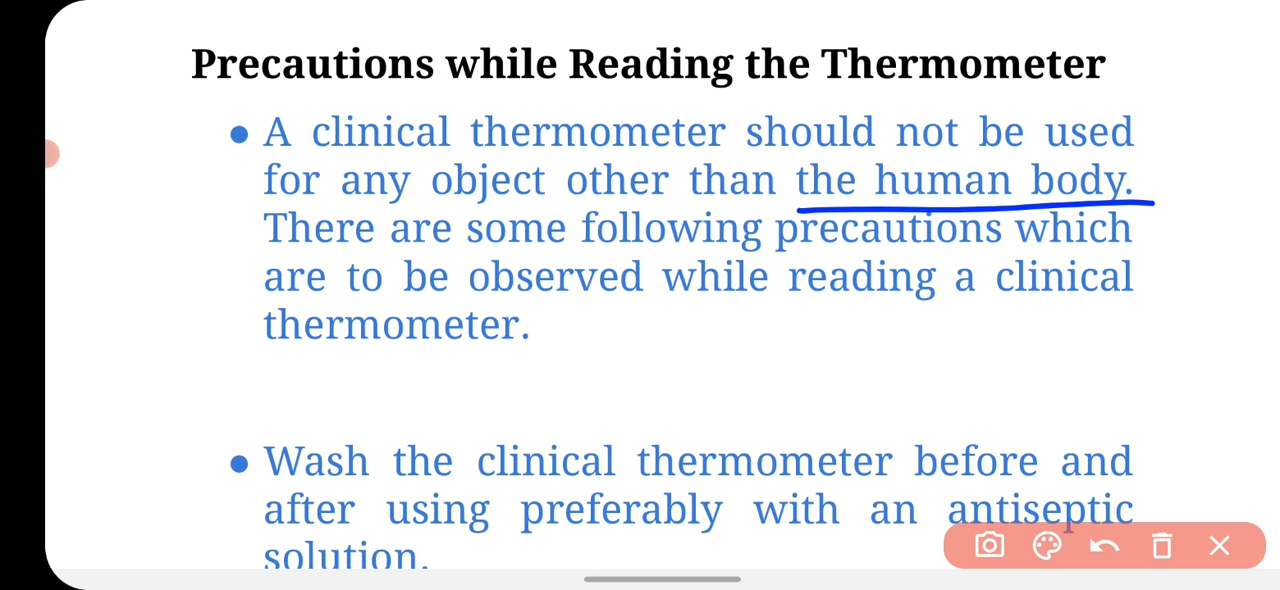 Precautions while Reading the Thermometer
● A clinical thermometer should not be used
for any object other than the human body.
There are some following precautions which
are to be observed while reading a clinical
thermometer.
● Wash the clinical thermometer before and
after using preferably with an antiseptic
solution.